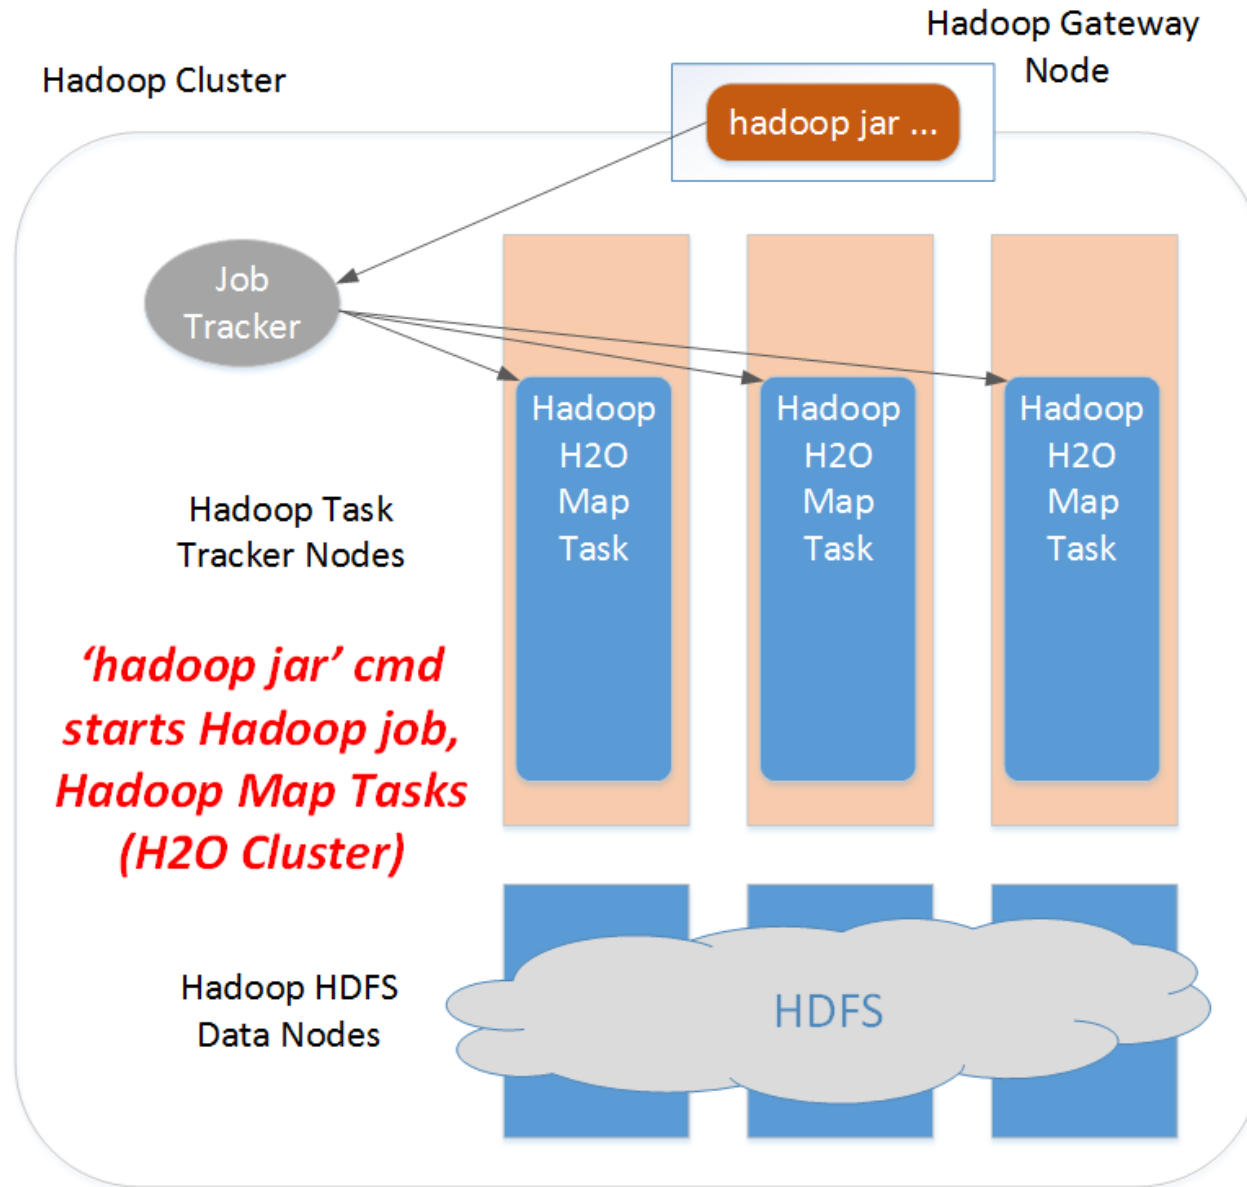 Hadoop Cluster
Hadoop Gateway
Node
hadoop jar ...
Job
Tracker
Hadoop
H2O
Map
Task
Hadoop
H2O
Map
Task
Hadoop
H2O
Map
Task
Hadoop Task
Tracker Nodes
‘hadoop jar’ cmd
starts Hadoop job,
Hadoop Map Tasks
(H2O Cluster)
Hadoop HDFS
Data Nodes
HDFS